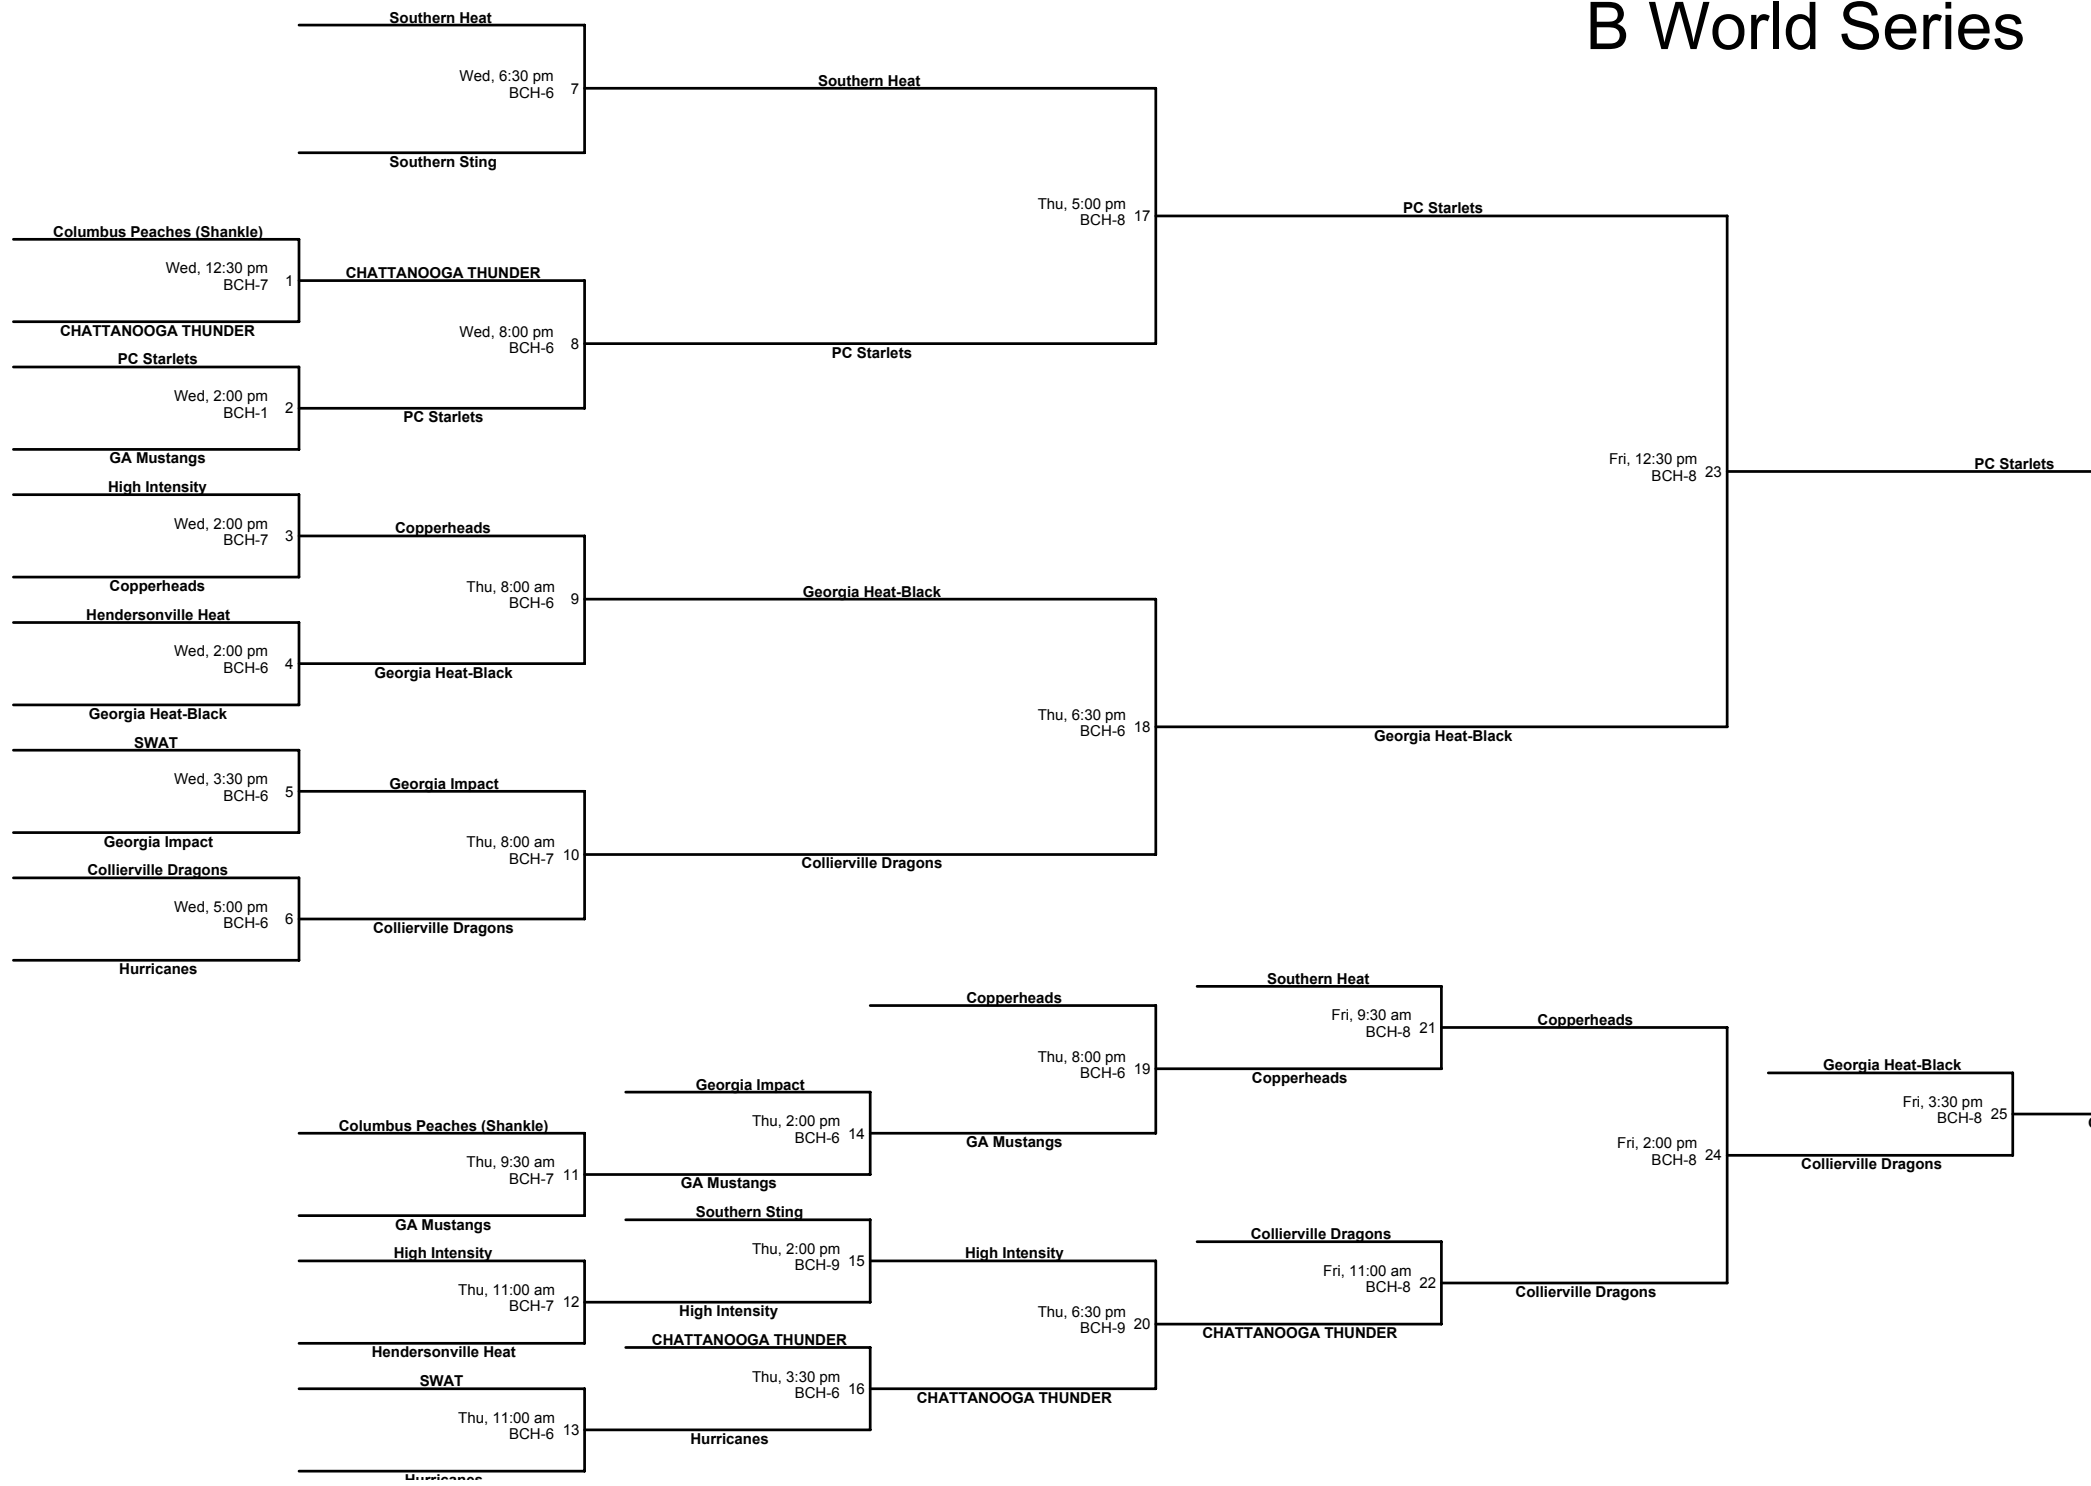 B World Series
Southern Heat
Wed, 6:30 pm
BCH-6 7
Southern Sting
Southern Heat
Columbus Peaches (Shankle)
Wed, 12:30 pm
BCH-7 1
CHATTANOOGA THUNDER
CHATTANOOGA THUNDER
Wed, 8:00 pm
BCH-6 8
PC Starlets
Wed, 2:00 pm
BCH-1 2
GA Mustangs
PC Starlets
PC Starlets
Thu, 5:00 pm
BCH-8 17
PC Starlets
High Intensity
Wed, 2:00 pm
BCH-7 3
Copperheads
Copperheads
Thu, 8:00 am
BCH-6 9
Hendersonville Heat
Wed, 2:00 pm
BCH-6 4
Georgia Heat-Black
Georgia Heat-Black
Georgia Heat-Black
Fri, 12:30 pm
BCH-8 23
PC Starlets
SWAT
Wed, 3:30 pm
BCH-6 5
Georgia Impact
Georgia Impact
Thu, 8:00 am
BCH-7 10
Collierville Dragons
Wed, 5:00 pm
BCH-6 6
Hurricanes
Collierville Dragons
Collierville Dragons
Thu, 6:30 pm
BCH-6 18
Georgia Heat-Black
Copperheads
Thu, 8:00 pm
BCH-6 19
Southern Heat
Fri, 9:30 am
BCH-8 21
Copperheads
Copperheads
Georgia Impact
Thu, 2:00 pm
BCH-6 14
GA Mustangs
Columbus Peaches (Shankle)
Thu, 9:30 am
BCH-7 11
GA Mustangs
GA Mustangs
Southern Sting
Thu, 2:00 pm
BCH-9 15
High Intensity
High Intensity
Thu, 11:00 am
BCH-7 12
Hendersonville Heat
High Intensity
Thu, 6:30 pm
BCH-9 20
CHATTANOOGA THUNDER
Thu, 3:30 pm
BCH-6 16
CHATTANOOGA THUNDER
SWAT
Thu, 11:00 am
BCH-6 13
Hurricanes
Hurricanes
Collierville Dragons
Fri, 11:00 am
BCH-8 22
CHATTANOOGA THUNDER
Collierville Dragons
Fri, 2:00 pm
BCH-8 24
Georgia Heat-Black
Fri, 3:30 pm
BCH-8 25
Collierville Dragons